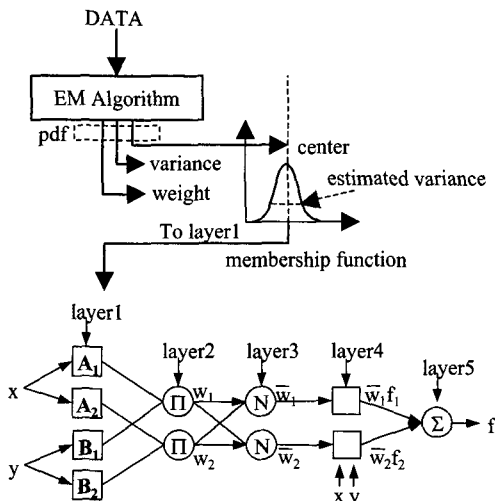 DATA
EM Algorithm
pdf
center
variance
estimated variance
weight
To layer1
membership function
layer1
layer2
layer3
layer4
layer5
A₁
x
A₂
B₁
y
B₂
Π
w₁
N
w̅₁
w̅₁f₁
Σ
f
Π
w₂
N
w̅₂
w̅₂f₂
x y